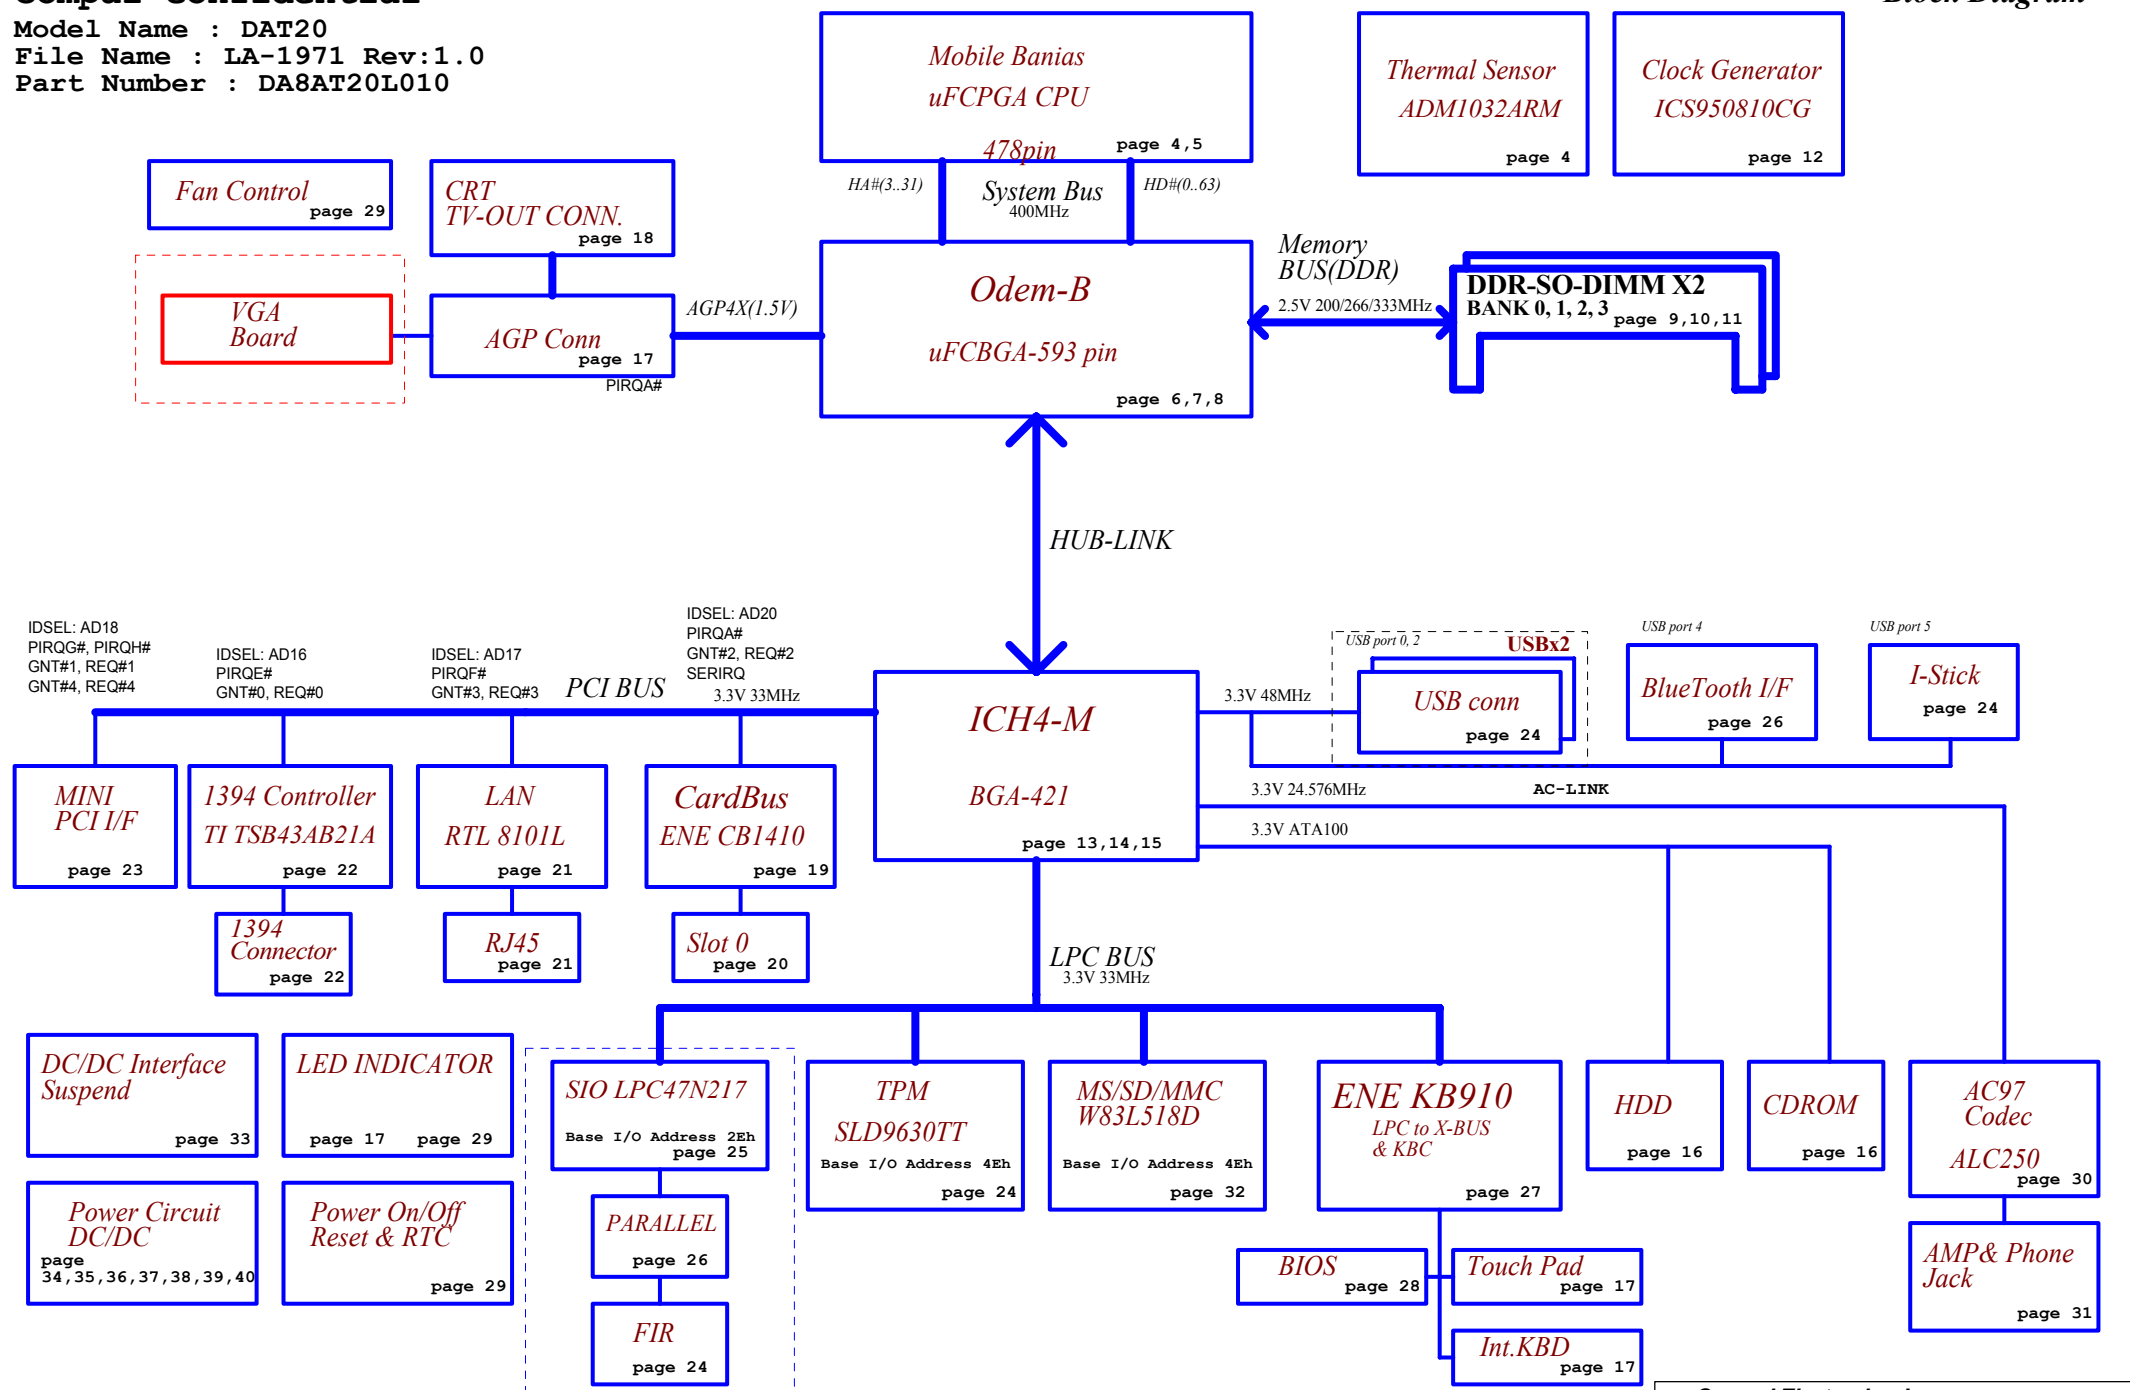 Compal Confidential
Block Diagram
Model Name : DAT20
File Name : LA-1971 Rev:1.0
Part Number : DA8AT20L010
Mobile Banias
uFCPGA CPU
478pin
page 4,5
Thermal Sensor
ADM1032ARM
page 4
Clock Generator
ICS950810CG
page 12
Fan Control
page 29
CRT
TV-OUT CONN.
page 18
HA#(3..31)
System Bus
400MHz
HD#(0..63)
VGA
Board
AGP Conn
page 17
PIRQA#
AGP4X(1.5V)
Odem-B
uFCBGA-593 pin
page 6,7,8
Memory
BUS(DDR)
2.5V 200/266/333MHz
DDR-SO-DIMM X2
BANK 0, 1, 2, 3
page 9,10,11
HUB-LINK
IDSEL: AD18
PIRQG#, PIRQH#
GNT#1, REQ#1
GNT#4, REQ#4
IDSEL: AD16
PIRQE#
GNT#0, REQ#0
IDSEL: AD17
PIRQF#
GNT#3, REQ#3
PCI BUS
IDSEL: AD20
PIRQA#
GNT#2, REQ#2
SERIRQ
3.3V 33MHz
ICH4-M
BGA-421
page 13,14,15
3.3V 48MHz
USB port 0, 2
USBx2
USB conn
page 24
USB port 4
BlueTooth I/F
page 26
USB port 5
I-Stick
page 24
3.3V 24.576MHz
AC-LINK
3.3V ATA100
MINI
PCI I/F
page 23
1394 Controller
TI TSB43AB21A
page 22
LAN
RTL 8101L
page 21
CardBus
ENE CB1410
page 19
1394
Connector
page 22
RJ45
page 21
Slot 0
page 20
LPC BUS
3.3V 33MHz
DC/DC Interface
Suspend
page 33
LED INDICATOR
page 17 page 29
SIO LPC47N217
Base I/O Address 2Eh
page 25
TPM
SLD9630TT
Base I/O Address 4Eh
page 24
MS/SD/MMC
W83L518D
Base I/O Address 4Eh
page 32
ENE KB910
LPC to X-BUS
& KBC
page 27
HDD
page 16
CDROM
page 16
AC97
Codec
ALC250
page 30
Power Circuit
DC/DC
page
34,35,36,37,38,39,40
Power On/Off
Reset & RTC
page 29
PARALLEL
page 26
FIR
page 24
BIOS
page 28
Touch Pad
page 17
Int.KBD
page 17
AMP& Phone
Jack
page 31